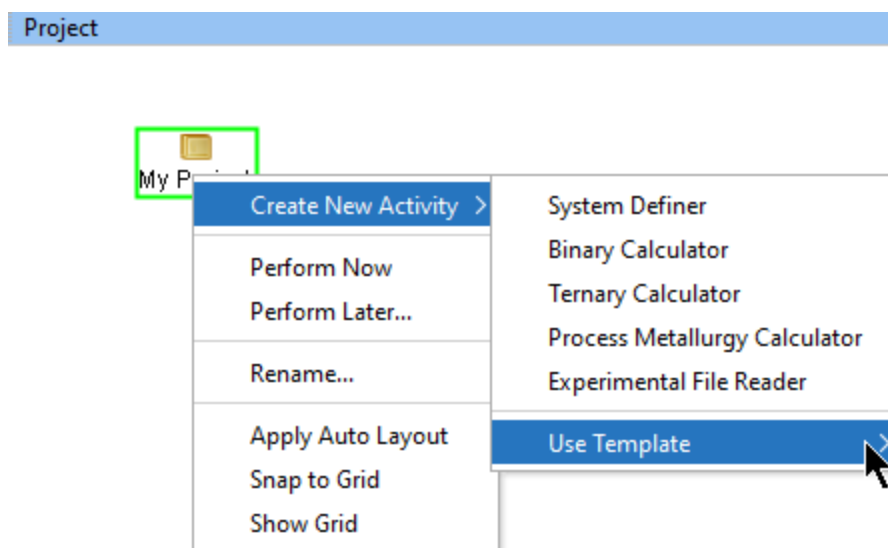 Project
My P
Create New Activity
Perform Now
Perform Later...
Rename...
Apply Auto Layout
Snap to Grid
Show Grid
System Definer
Binary Calculator
Ternary Calculator
Process Metallurgy Calculator
Experimental File Reader
Use Template